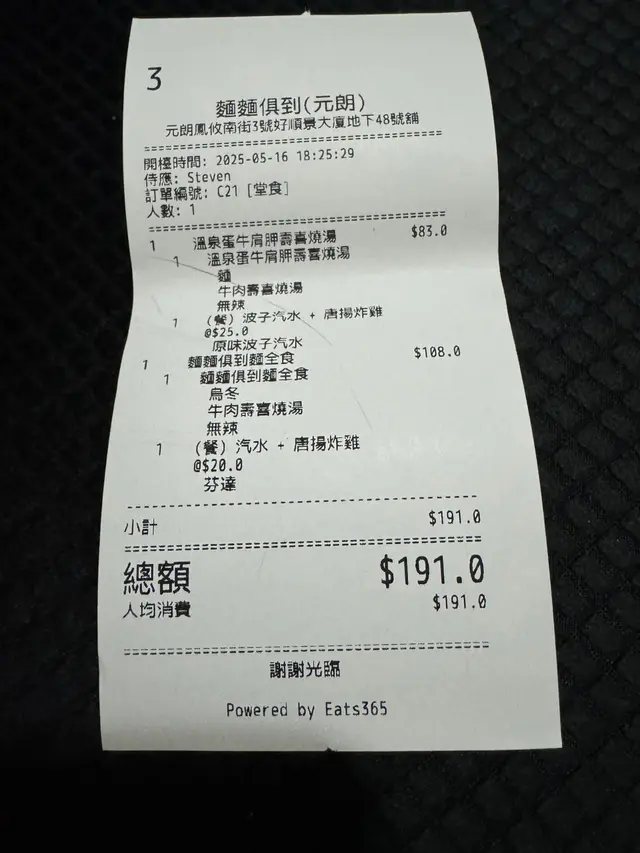 3
麵麵俱到(元朗)
元朗鳳攸南街3號好順景大廈地下48號舖
開檯時間: 2025-05-16 18:25:29
侍應: Steven
訂單編號: C21 [堂食]
人數: 1
1 溫泉蛋牛肩胛壽喜燒湯 $83.0
1 溫泉蛋牛肩胛壽喜燒湯
麵
牛肉壽喜燒湯
無辣
1 (餐) 波子汽水 + 唐揚炸雞
@$25.0
原味波子汽水
1 麵麵俱到麵全食 $108.0
1 麵麵俱到麵全食
烏冬
牛肉壽喜燒湯
無辣
1 (餐) 汽水 + 唐揚炸雞
@$20.0
芬達
小計 $191.0
總額 $191.0
人均消費 $191.0
謝謝光臨
Powered by Eats365